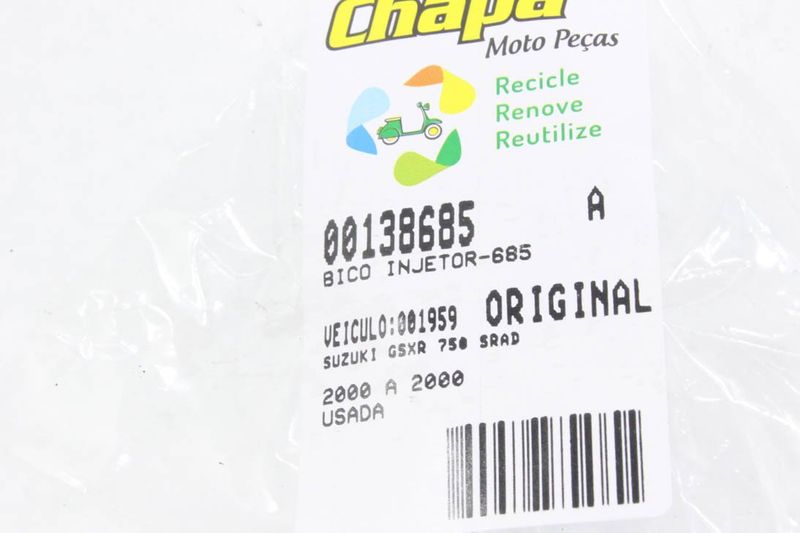 Chapa
Moto Peças
Recicle
Renove
Reutilize
00138685 A
BICO INJETOR-685
VEICULO:001959 ORIGINAL
SUZUKI GSXR 750 SRAD
2000 A 2000
USADA